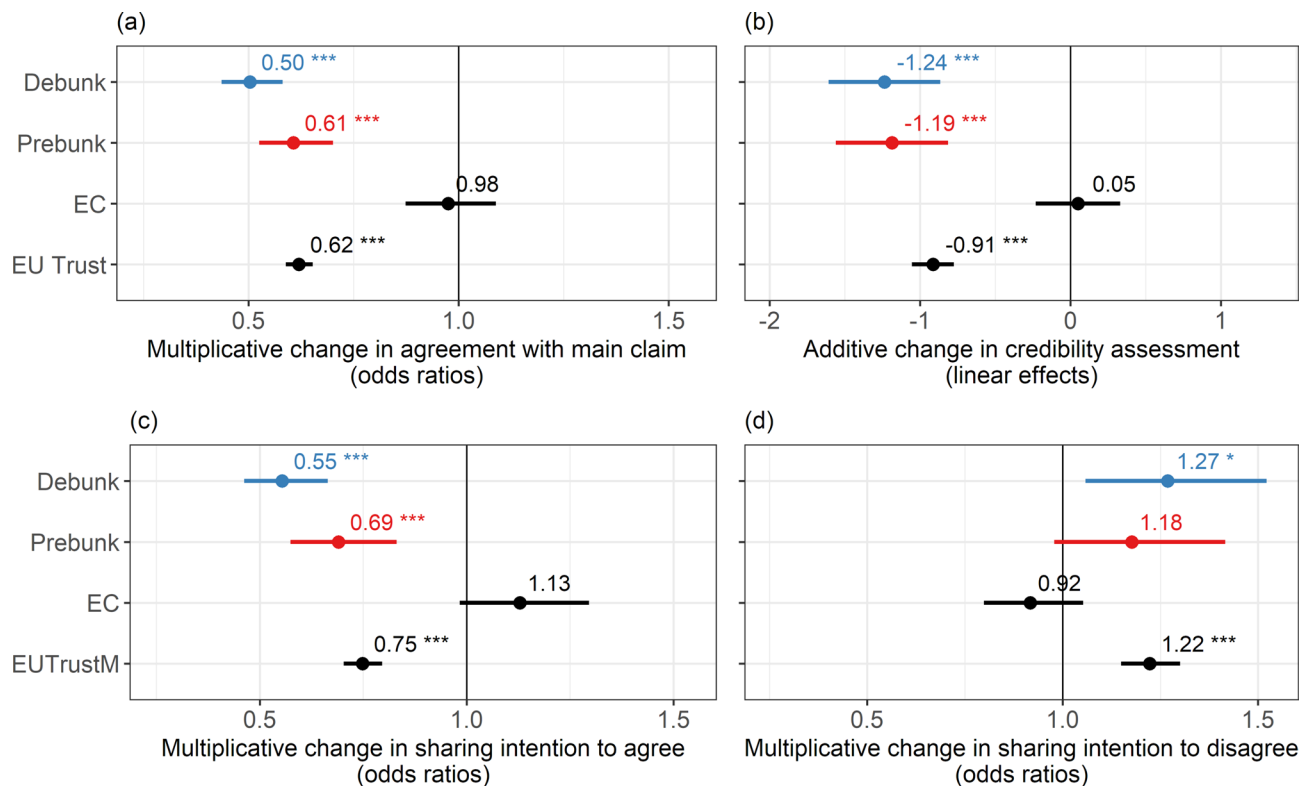 (a)
Debunk
Prebunk
EC
EU Trust
0.50 ***
0.61 ***
0.98
0.62 ***
0.5
1.0
1.5
Multiplicative change in agreement with main claim
(odds ratios)
(b)
-1.24 ***
-1.19 ***
0.05
-0.91 ***
-2
-1
0
1
Additive change in credibility assessment
(linear effects)
(c)
Debunk
Prebunk
EC
EUTrustM
0.55 ***
0.69 ***
1.13
0.75 ***
0.5
1.0
1.5
Multiplicative change in sharing intention to agree
(odds ratios)
(d)
1.27 *
1.18
0.92
1.22 ***
0.5
1.0
1.5
Multiplicative change in sharing intention to disagree
(odds ratios)